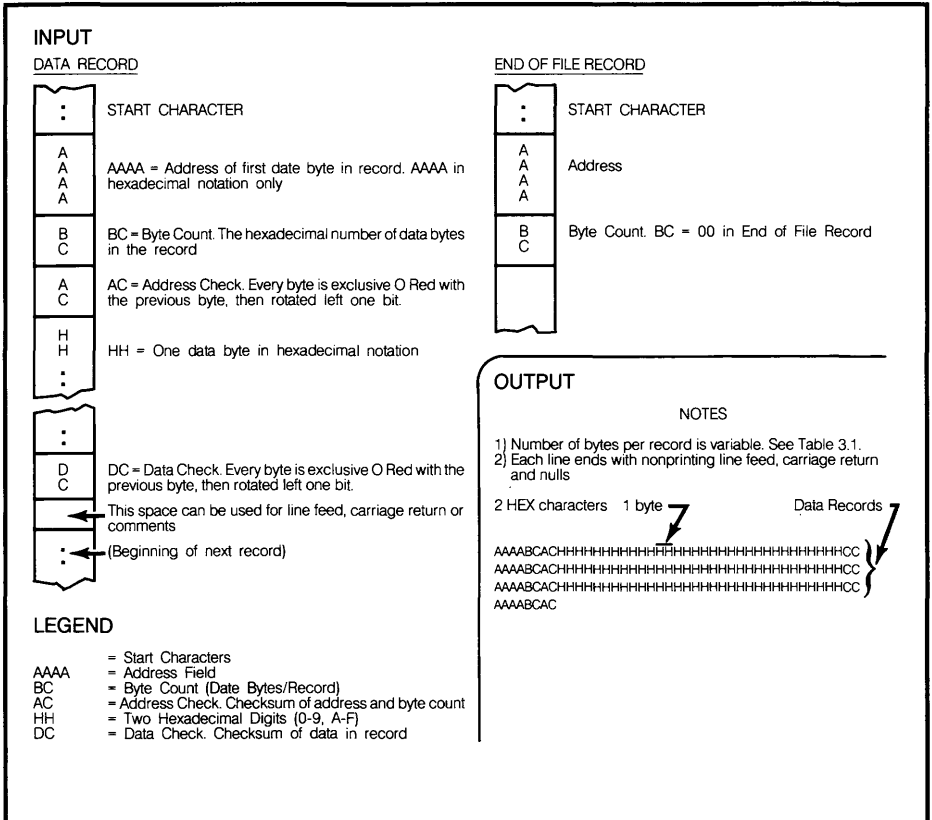 INPUT
DATA RECORD
:
START CHARACTER
A
A
A
A
AAAA = Address of first date byte in record. AAAA in
hexadecimal notation only
B
C
BC = Byte Count. The hexadecimal number of data bytes
in the record
A
C
AC = Address Check. Every byte is exclusive O Red with
the previous byte, then rotated left one bit.
H
H
:
HH = One data byte in hexadecimal notation
:
D
C
DC = Data Check. Every byte is exclusive O Red with the
previous byte, then rotated left one bit.
This space can be used for line feed, carriage return or
comments
:
(Beginning of next record)
LEGEND
= Start Characters
AAAA = Address Field
BC = Byte Count (Date Bytes/Record)
AC = Address Check. Checksum of address and byte count
HH = Two Hexadecimal Digits (0-9, A-F)
DC = Data Check. Checksum of data in record
END OF FILE RECORD
:
START CHARACTER
A
A
A
A
Address
B
C
Byte Count. BC = 00 in End of File Record
OUTPUT
NOTES
1) Number of bytes per record is variable. See Table 3.1.
2) Each line ends with nonprinting line feed, carriage return
and nulls
2 HEX characters 1 byte Data Records
AAAABCACHHHHHHHHHHHHHHHHHHHHHHHHHHHHHHHHCC
AAAABCACHHHHHHHHHHHHHHHHHHHHHHHHHHHHHHHHCC
AAAABCACHHHHHHHHHHHHHHHHHHHHHHHHHHHHHHHHCC
AAAABCAC